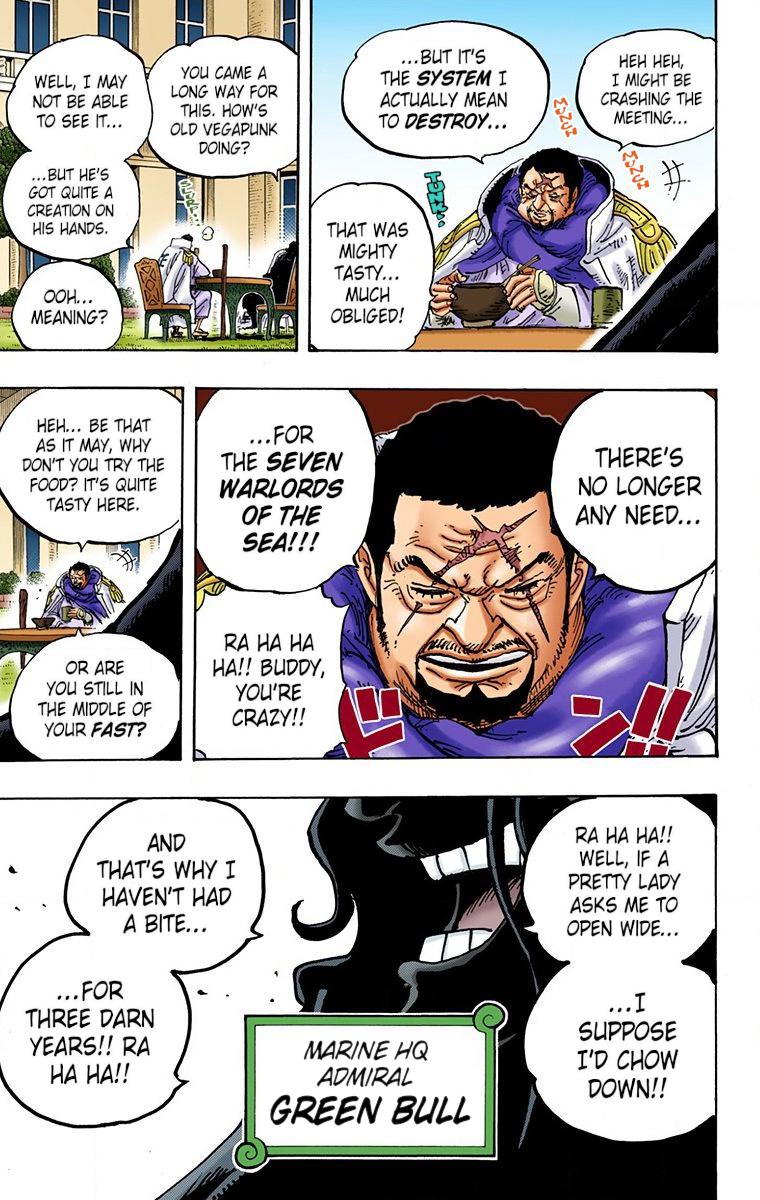 HEH HEH,
I MIGHT BE
CRASHING THE
MEETING...
...BUT IT'S
THE SYSTEM I
ACTUALLY MEAN
TO DESTROY...
MUNCH
MUNCH
TUNK..
THAT WAS
MIGHTY
TASTY...
MUCH
OBLIGED!
YOU CAME A
LONG WAY FOR
THIS. HOW'S
OLD VEGAPUNK
DOING?
WELL, I MAY
NOT BE ABLE
TO SEE IT...
...BUT HE'S
GOT QUITE A
CREATION ON
HIS HANDS.
OOH...
MEANING?
THERE'S
NO LONGER
ANY NEED...
...FOR
THE SEVEN
WARLORDS
OF THE
SEA!!!
RA HA HA
HA!! BUDDY,
YOU'RE
CRAZY!!
ドン!!
HEH... BE THAT
AS IT MAY, WHY
DON'T YOU TRY THE
FOOD? IT'S QUITE
TASTY HERE.
OR ARE
YOU STILL IN
THE MIDDLE OF
YOUR FAST?
RA HA HA!!
WELL, IF A
PRETTY LADY
ASKS ME TO
OPEN WIDE...
...I
SUPPOSE
I'D CHOW
DOWN!!
AND
THAT'S WHY I
HAVEN'T HAD
A BITE...
...FOR
THREE DARN
YEARS!! RA
HA HA!!
MARINE HQ
ADMIRAL
GREEN BULL